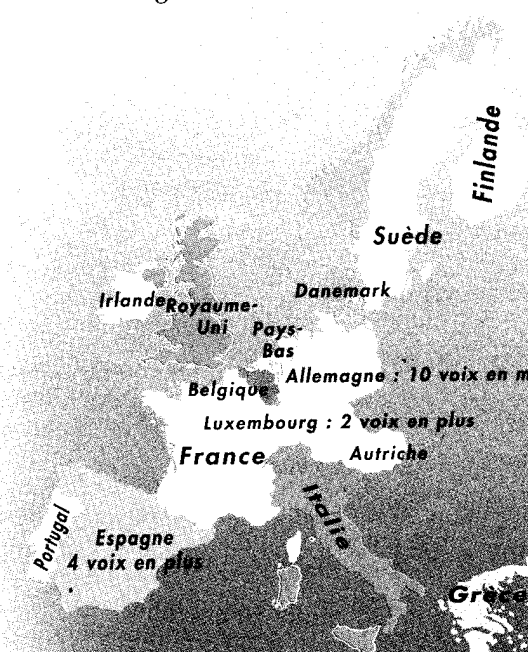 Finlande
Suède
Danemark
Irlande
Royaume-
Uni
Pays-
Bas
Allemagne : 10 voix en m
Belgique
Luxembourg : 2 voix en plus
France
Autriche
Italie
Portugal
Espagne
4 voix en plus
Grèce